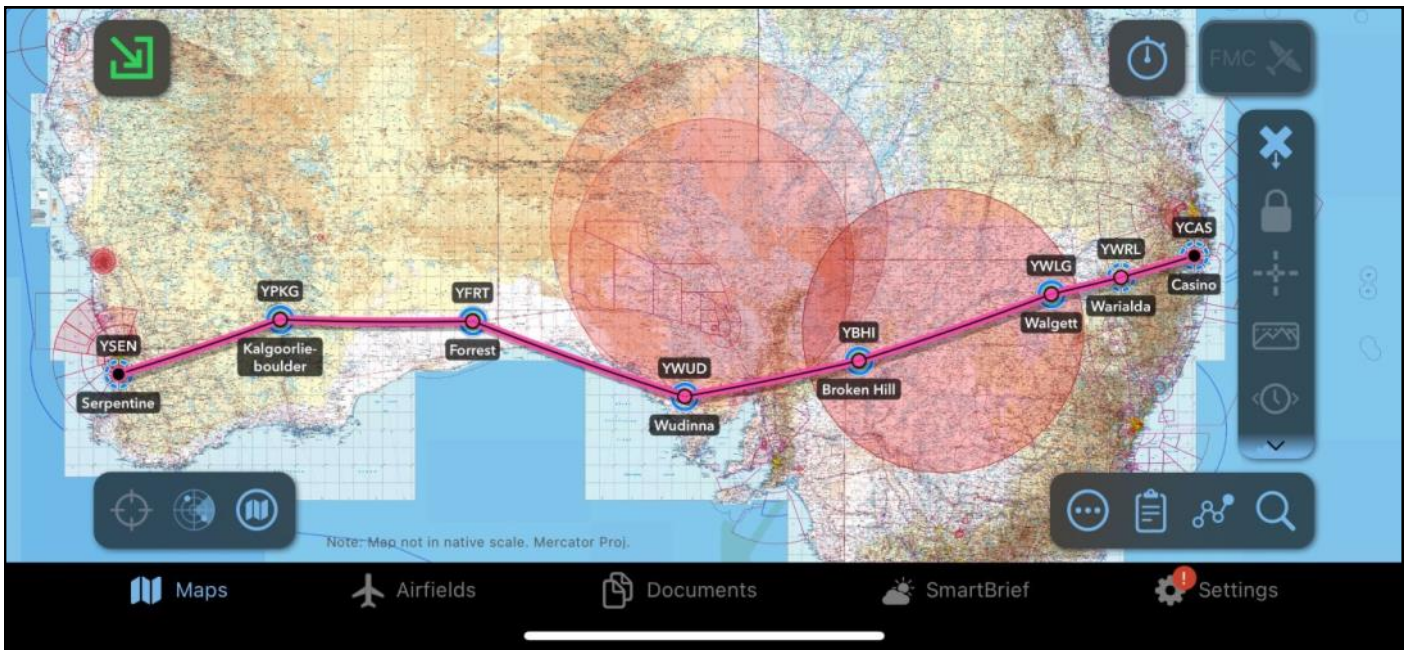 FMC
YCAS
YWRL
YWLG
Casino
YPKG
YFRT
Warialda
Walgett
YSEN
Kalgoorlie-
boulder
Forrest
YBHI
YWUD
Broken Hill
Serpentine
Wudinna
Note: Map not in native scale. Mercator Proj.
Maps
Airfields
Documents
SmartBrief
!
Settings